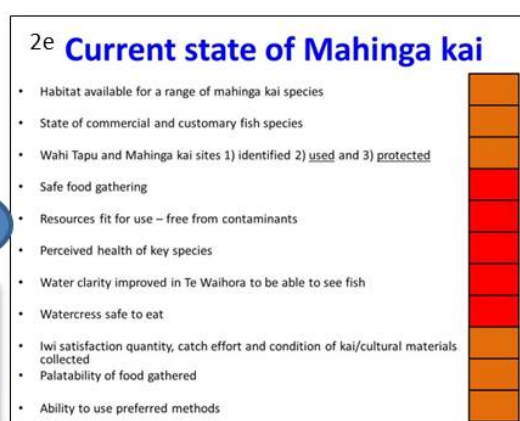 2e Current state of Mahinga kai
• Habitat available for a range of mahinga kai species
• State of commercial and customary fish species
• Wahi Tapu and Mahinga kai sites 1) identified 2) used and 3) protected
• Safe food gathering
• Resources fit for use – free from contaminants
• Perceived health of key species
• Water clarity improved in Te Waihora to be able to see fish
• Watercress safe to eat
• Iwi satisfaction quantity, catch effort and condition of kai/cultural materials
collected
• Palatability of food gathered
• Ability to use preferred methods